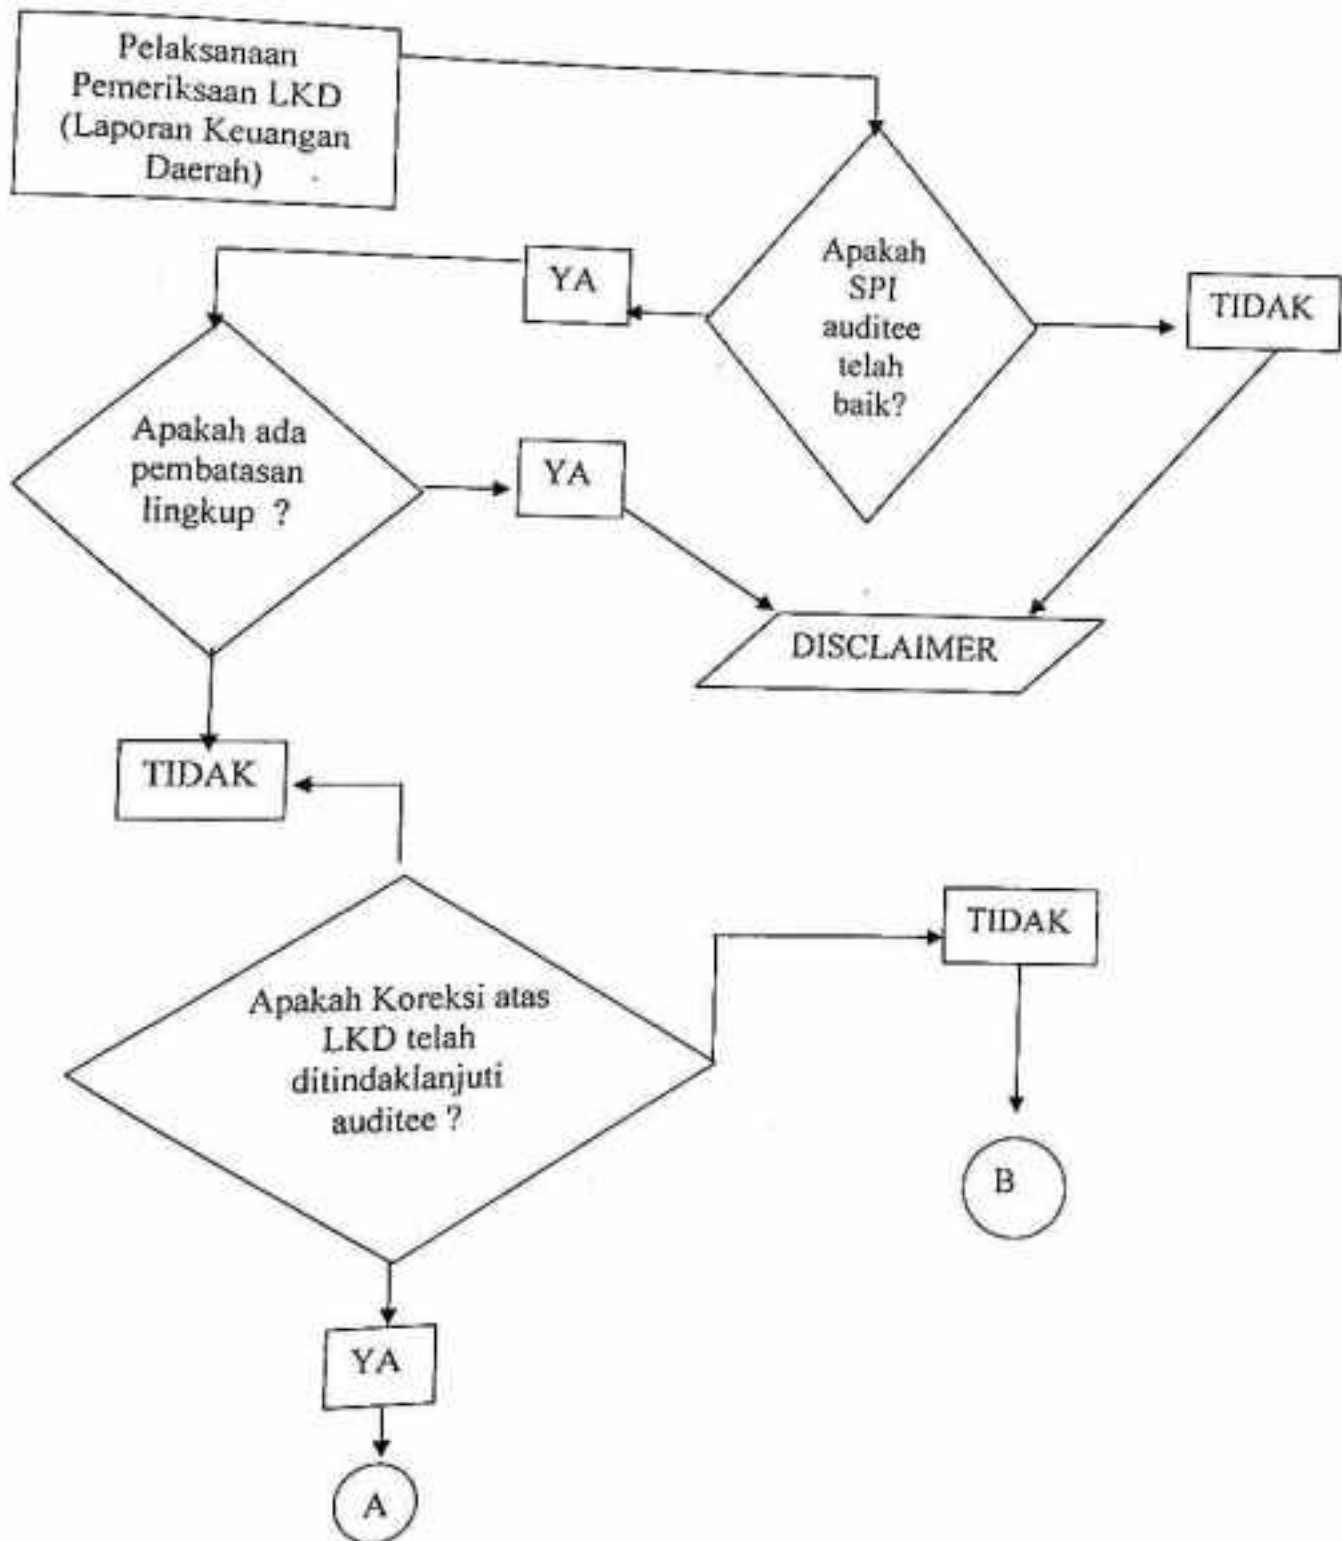 Pelaksanaan
Pemeriksaan LKD
(Laporan Keuangan
Daerah)
Apakah
SPI
auditee
telah
baik?
YA
TIDAK
Apakah ada
pembatasan
lingkup ?
YA
DISCLAIMER
TIDAK
TIDAK
Apakah Koreksi atas
LKD telah
ditindaklanjuti
auditee ?
B
YA
A